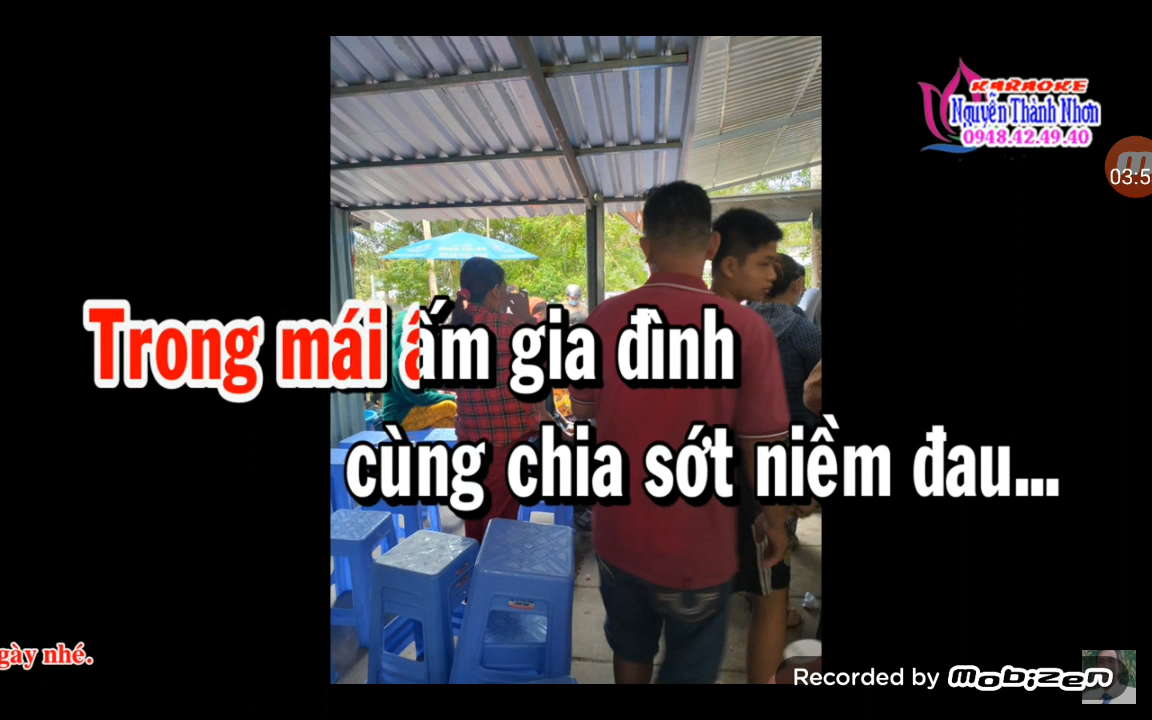 KARAOKE
Nguyễn Thành Nhơn
0948.42.49.40
03:5
Trong mái ấm gia đình
cùng chia sớt niềm đau...
gày nhé.
Recorded by mobizen